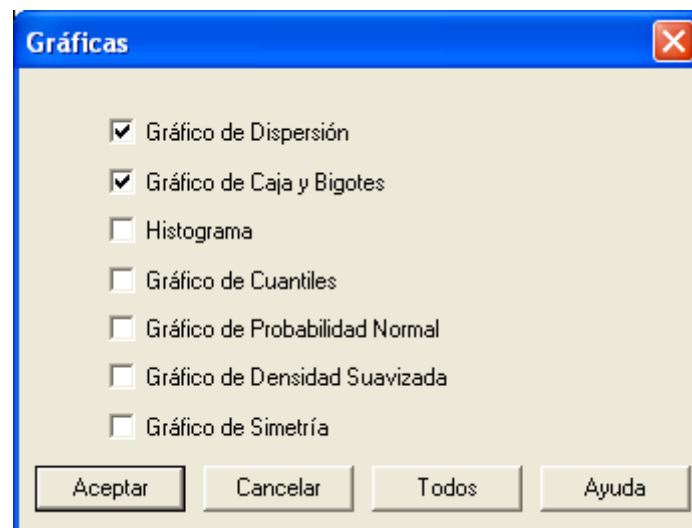 Gráficas
Gráfico de Dispersión
Gráfico de Caja y Bigotes
Histograma
Gráfico de Cuantiles
Gráfico de Probabilidad Normal
Gráfico de Densidad Suavizada
Gráfico de Simetría
Aceptar Cancelar Todos Ayuda